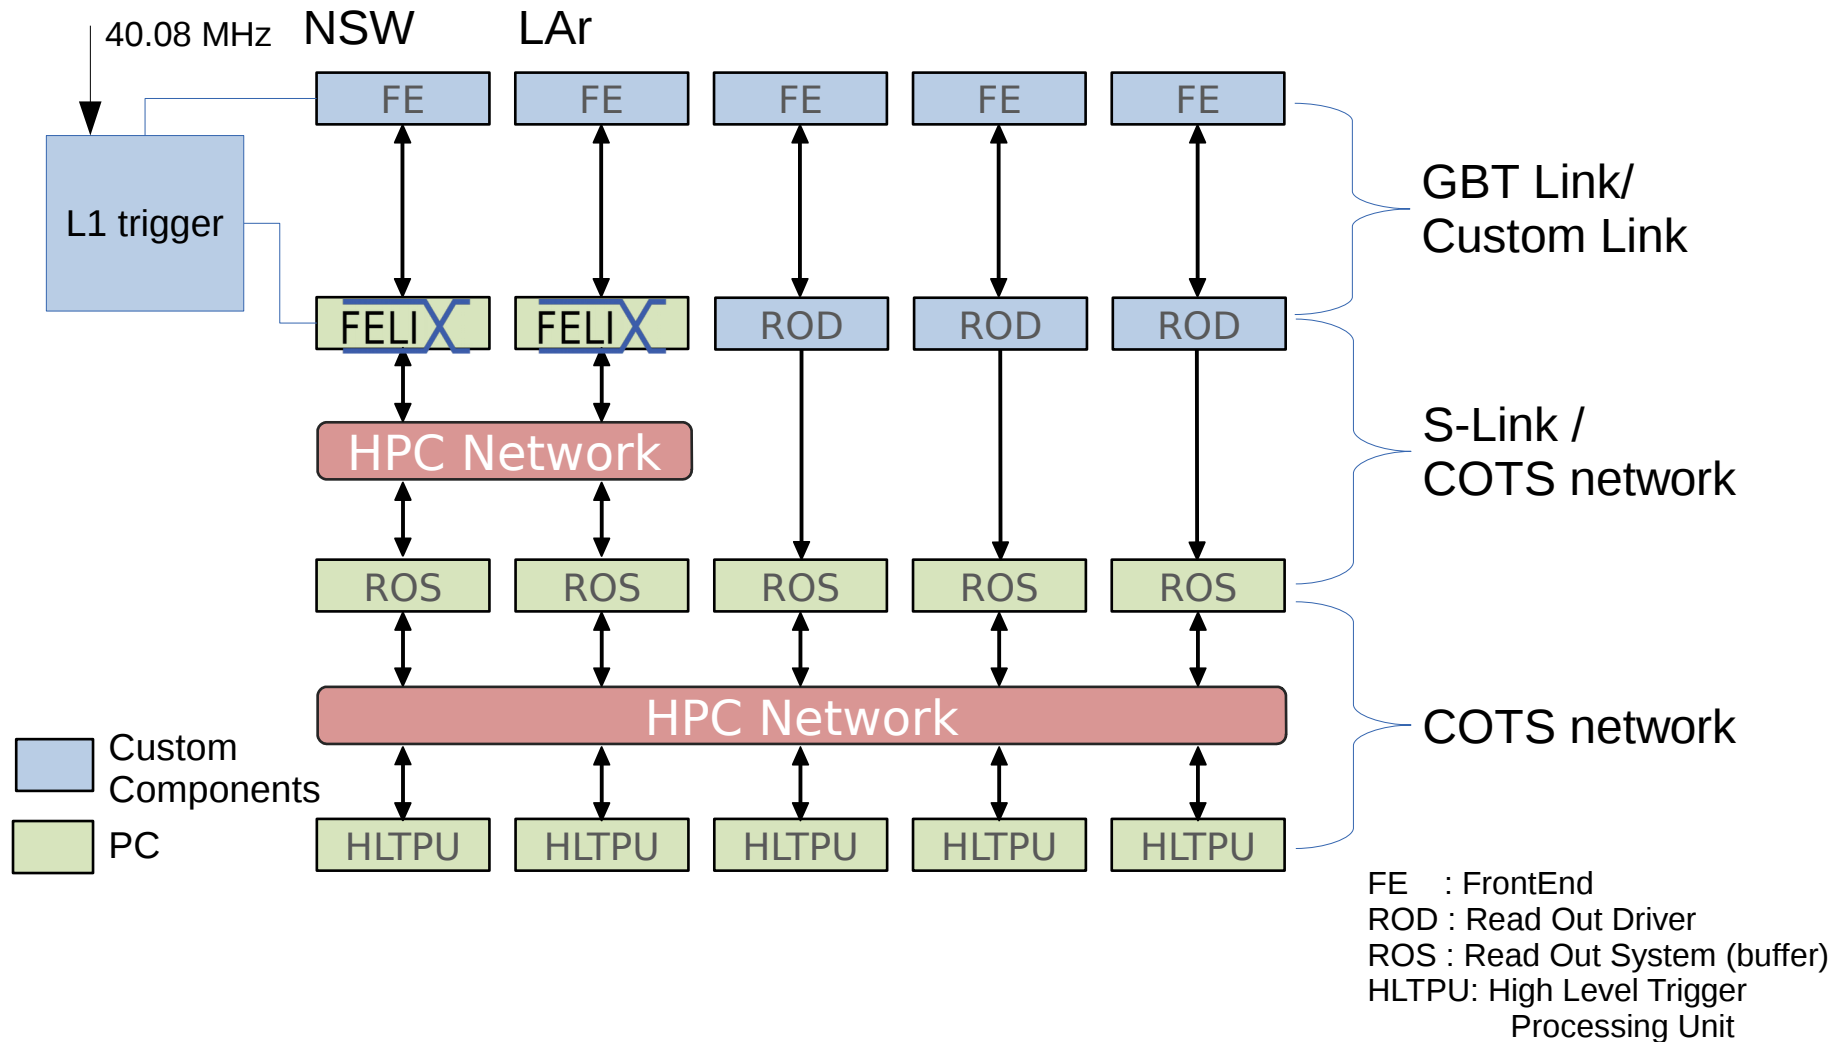 40.08 MHz NSW LAr
FE FE FE FE FE
L1 trigger
GBT Link/
Custom Link
FELIX FELIX ROD ROD ROD
HPC Network
S-Link /
COTS network
ROS ROS ROS ROS ROS
HPC Network
COTS network
Custom
Components
PC
HLTPU HLTPU HLTPU HLTPU HLTPU
FE : FrontEnd
ROD : Read Out Driver
ROS : Read Out System (buffer)
HLTPU: High Level Trigger
Processing Unit